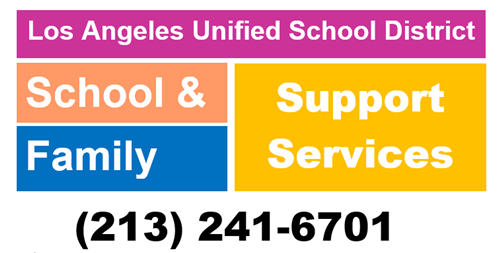 Los Angeles Unified School District
School &
Family
Support
Services
(213) 241-6701